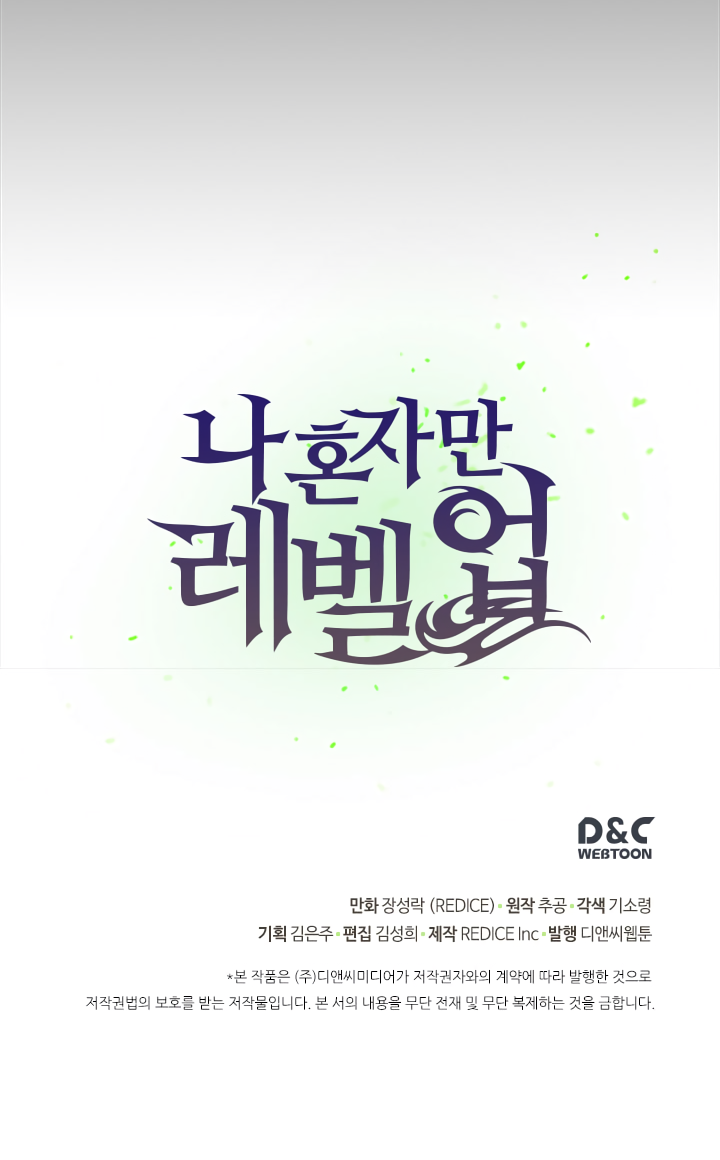 나 혼자만
레벨업
D&C
WEBTOON
만화 장성락 (REDICE) • 원작 추공 • 각색 기소령
기획 김은주 • 편집 김성희 • 제작 REDICE Inc • 발행 디앤씨웹툰
*본 작품은 (주)디앤씨미디어가 저작권자와의 계약에 따라 발행한 것으로
저작권법의 보호를 받는 저작물입니다. 본 서의 내용을 무단 전재 및 무단 복제하는 것을 금합니다.